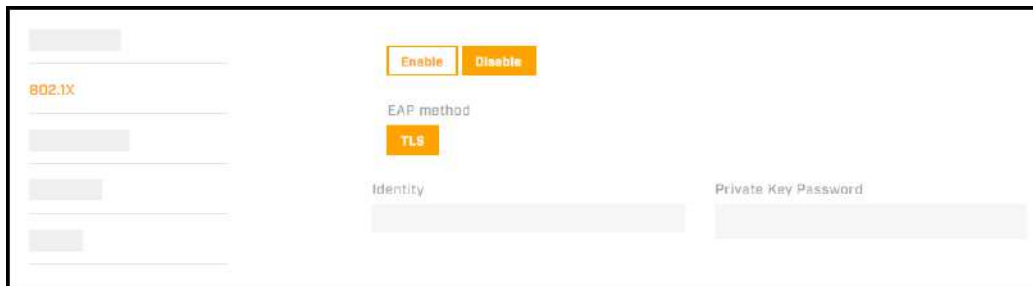 802.1X
Enable Disable
EAP method
TLS
Identity Private Key Password